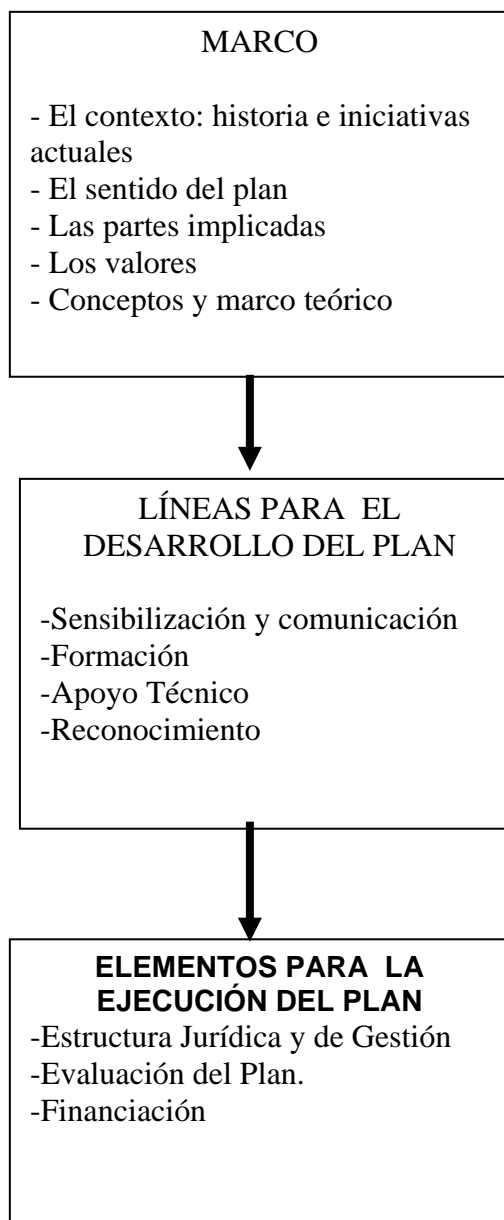 MARCO
- El contexto: historia e iniciativas
actuales
- El sentido del plan
- Las partes implicadas
- Los valores
- Conceptos y marco teórico
LÍNEAS PARA  EL
DESARROLLO DEL PLAN
-Sensibilización y comunicación
-Formación
-Apoyo Técnico
-Reconocimiento
ELEMENTOS PARA  LA
EJECUCIÓN DEL PLAN
-Estructura Jurídica y de Gestión
-Evaluación del Plan.
-Financiación